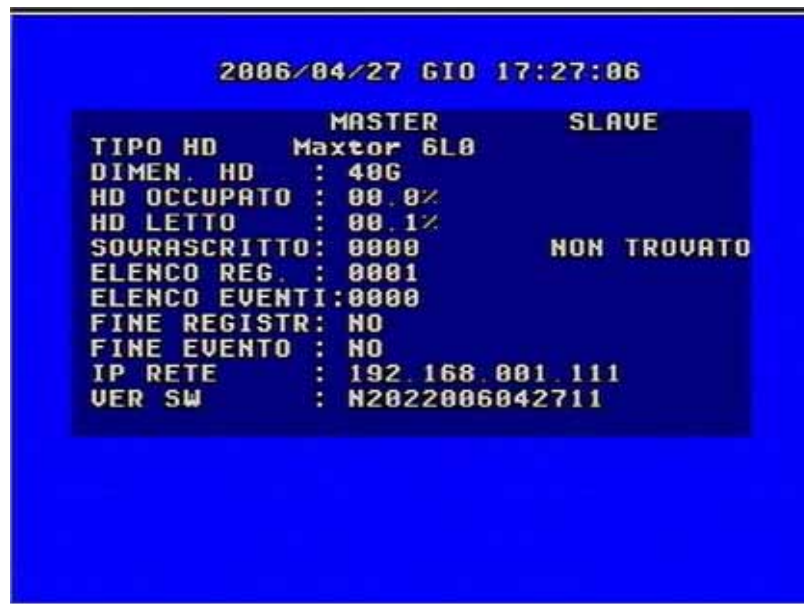 2006/04/27 GIO 17:27:06
MASTER SLAVE
TIPO HD Maxtor 6L0
DIMEN. HD : 40G
HD OCCUPATO : 00.0%
HD LETTO : 00.1%
SOVRASCRITTO: 0000 NON TROVATO
ELENCO REG. : 0001
ELENCO EVENTI:0000
FINE REGISTR: NO
FINE EVENTO : NO
IP RETE : 192.168.001.111
VER SW : N2022006042711